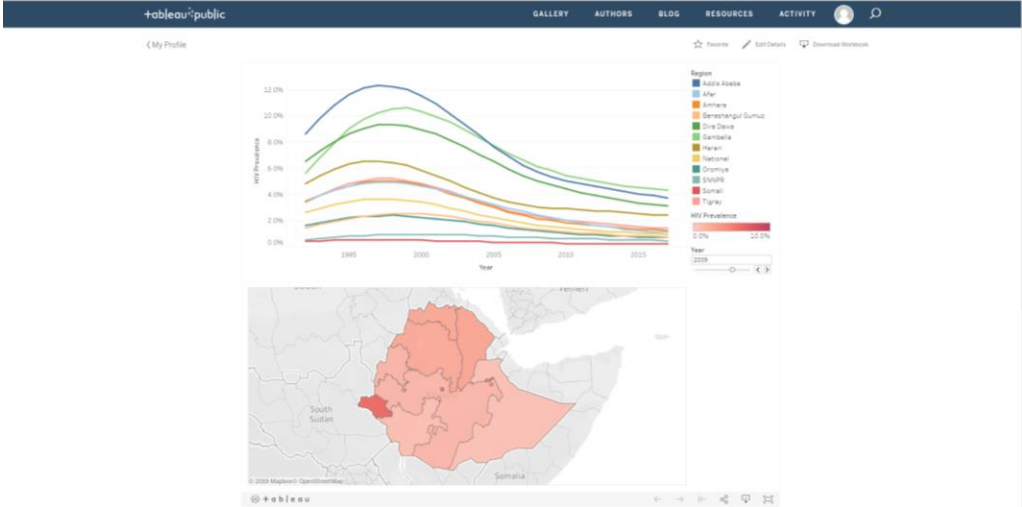 +ableau public
GALLERY AUTHORS BLOG RESOURCES ACTIVITY
My Profile
Favorite Edit Details Download Workbook
Region
Addis Ababa
Afar
Amhara
Benashangul Gumuz
Dire Dawa
Gambella
Harari
National
Oromiya
SNNPR
Somali
Tigray
HIV Prevalence
0.0% 10.0%
Year
2009
HIV Prevalence
12.0%
10.0%
8.0%
6.0%
4.0%
2.0%
0.0%
1995 2000 2005 2010 2015
Year
Yemen
South
Sudan
Somalia
© 2019 Mapbox © OpenStreetMap
+ableau